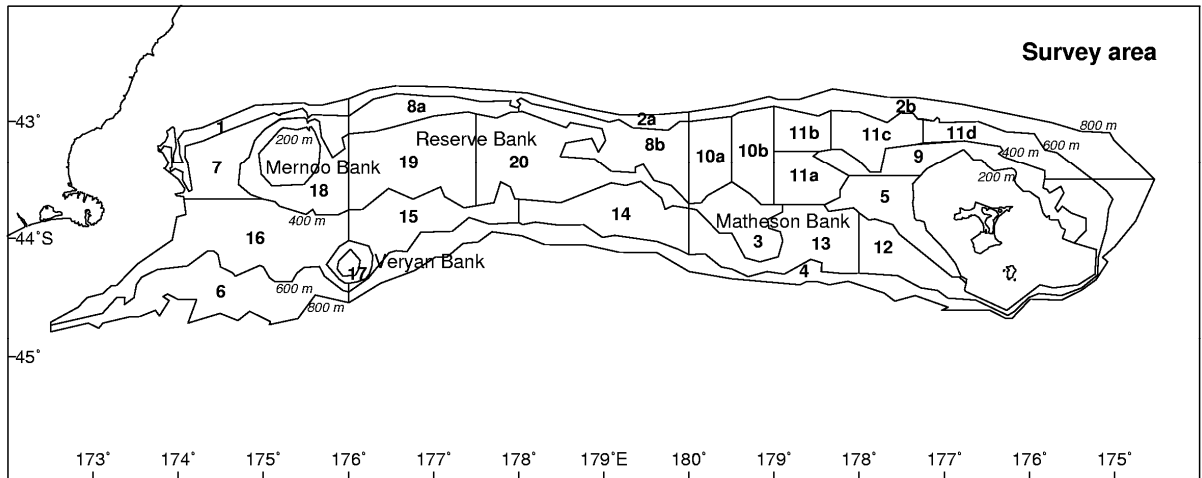 Survey area
43°
44°S
45°
800 m
2b
8a
2a
1
11b
11c
11d
600 m
200 m
Reserve Bank
8b
10a
10b
9
400 m
7
Mernoo Bank
19
20
11a
200 m
18
5
400 m
15
14
Matheson Bank
16
3
13
12
17
Veryan Bank
4
6
600 m
800 m
173°
174°
175°
176°
177°
178°
179°E
180°
179°
178°
177°
176°
175°